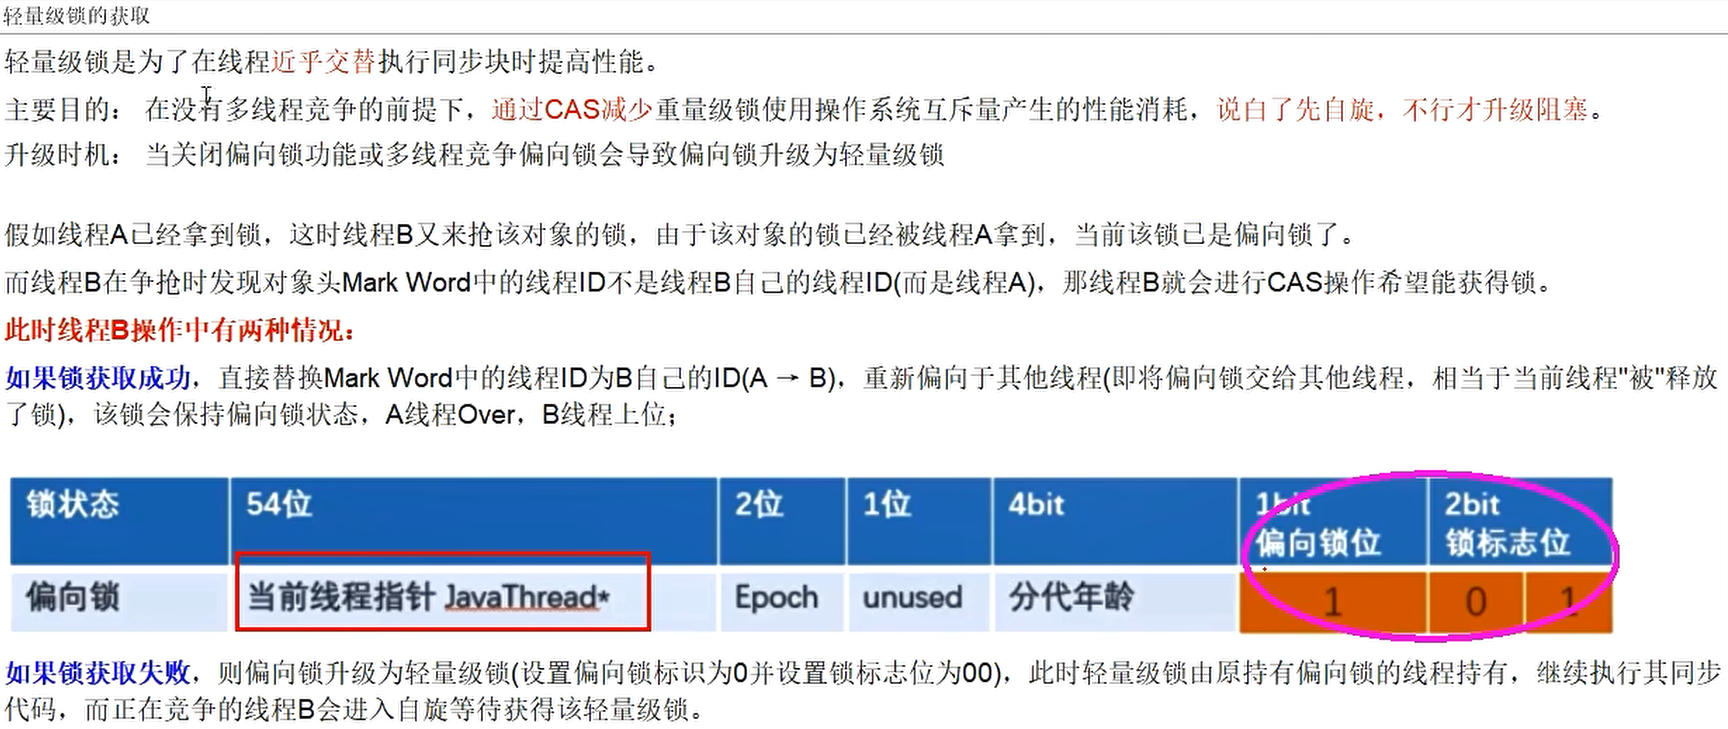 轻量级锁的获取
轻量级锁是为了在线程近乎交替执行同步块时提高性能。
主要目的： 在没有多线程竞争的前提下，通过CAS减少重量级锁使用操作系统互斥量产生的性能消耗，说白了先自旋，不行才升级阻塞。
升级时机： 当关闭偏向锁功能或多线程竞争偏向锁会导致偏向锁升级为轻量级锁
假如线程A已经拿到锁，这时线程B又来抢该对象的锁，由于该对象的锁已经被线程A拿到，当前该锁已是偏向锁了。
而线程B在争抢时发现对象头Mark Word中的线程ID不是线程B自己的线程ID(而是线程A)，那线程B就会进行CAS操作希望能获得锁。
此时线程B操作中有两种情况：
如果锁获取成功，直接替换Mark Word中的线程ID为B自己的ID(A → B)，重新偏向于其他线程(即将偏向锁交给其他线程，相当于当前线程"被"释放
了锁)，该锁会保持偏向锁状态，A线程Over，B线程上位；
锁状态 54位 2位 1位 4bit 1bit 2bit
偏向锁位 锁标志位
偏向锁 当前线程指针 JavaThread* Epoch unused 分代年龄 1 0 1
如果锁获取失败，则偏向锁升级为轻量级锁(设置偏向锁标识为0并设置锁标志位为00)，此时轻量级锁由原持有偏向锁的线程持有，继续执行其同步
代码，而正在竞争的线程B会进入自旋等待获得该轻量级锁。